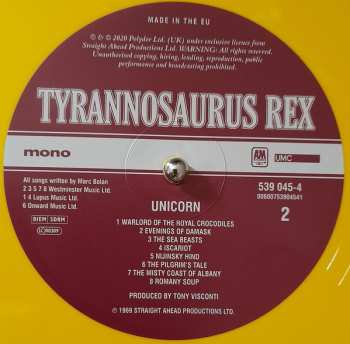 MADE IN THE EU
℗ & © 2020 Polydor Ltd. (UK) under exclusive licence from
Straight Ahead Productions Ltd. WARNING: All rights reserved.
Unauthorised copying, hiring, lending, reproduction, public
performance and broadcasting prohibited.
TYRANNOSAURUS REX
mono
A&M
UMC
All songs written by Marc Bolan
2 3 5 7 8 Westminster Music Ltd.
1 4 Lupus Music Ltd.
6 Onward Music Ltd.
BIEM SDRM
LC 00309
539 045-4
2
UNICORN
1 WARLORD OF THE ROYAL CROCODILES
2 EVENINGS OF DAMASK
3 THE SEA BEASTS
4 ISCARIOT
5 NIJINSKY HIND
6 THE PILGRIM'S TALE
7 THE MISTY COAST OF ALBANY
8 ROMANY SOUP
PRODUCED BY TONY VISCONTI
℗ 1969 STRAIGHT AHEAD PRODUCTIONS LTD.